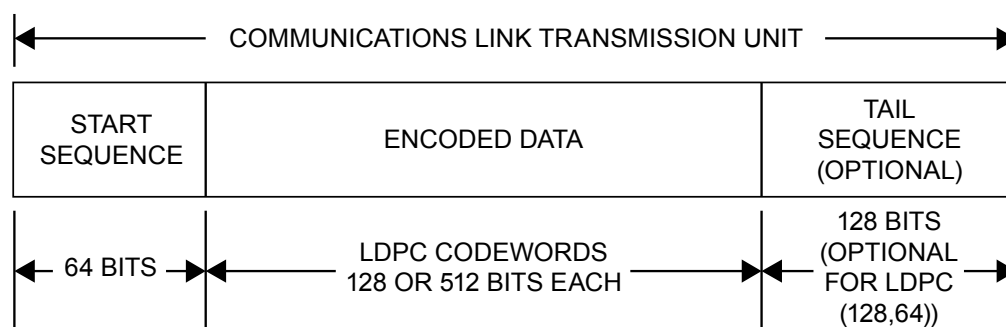 COMMUNICATIONS LINK TRANSMISSION UNIT
START
SEQUENCE
ENCODED DATA
TAIL
SEQUENCE
(OPTIONAL)
64 BITS
LDPC CODEWORDS
128 OR 512 BITS EACH
128 BITS
(OPTIONAL
FOR LDPC
(128,64))